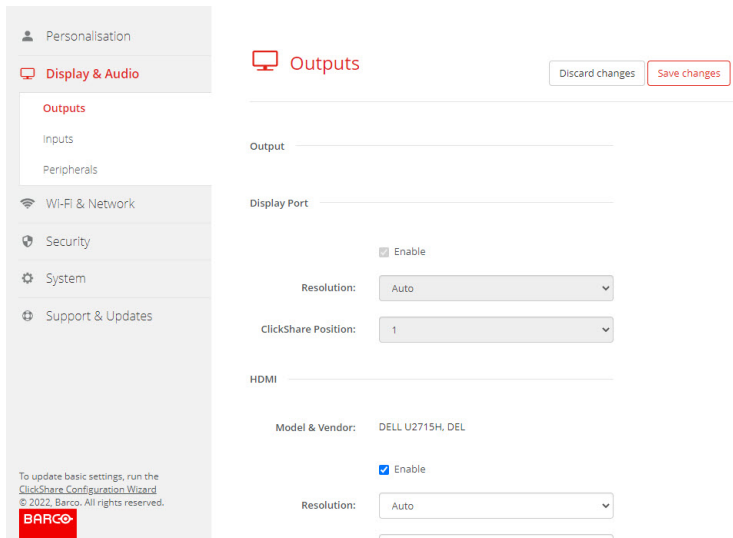 Personalisation
Display & Audio
Outputs
Inputs
Peripherals
Wi-Fi & Network
Security
System
Support & Updates
To update basic settings, run the
ClickShare Configuration Wizard
© 2022, Barco. All rights reserved.
BARCO
Outputs
Discard changes
Save changes
Output
Display Port
Enable
Resolution: Auto
ClickShare Position: 1
HDMI
Model & Vendor: DELL U2715H, DEL
Enable
Resolution: Auto